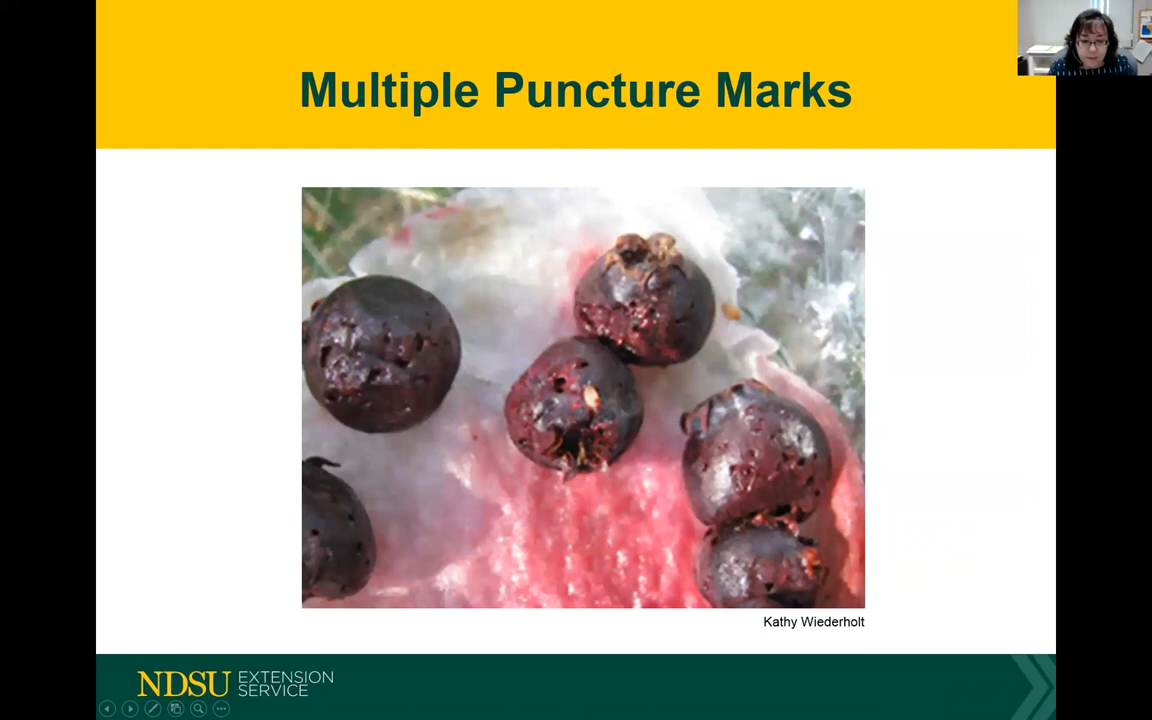 Multiple Puncture Marks
Kathy Wiederholt
NDSU EXTENSION
SERVICE